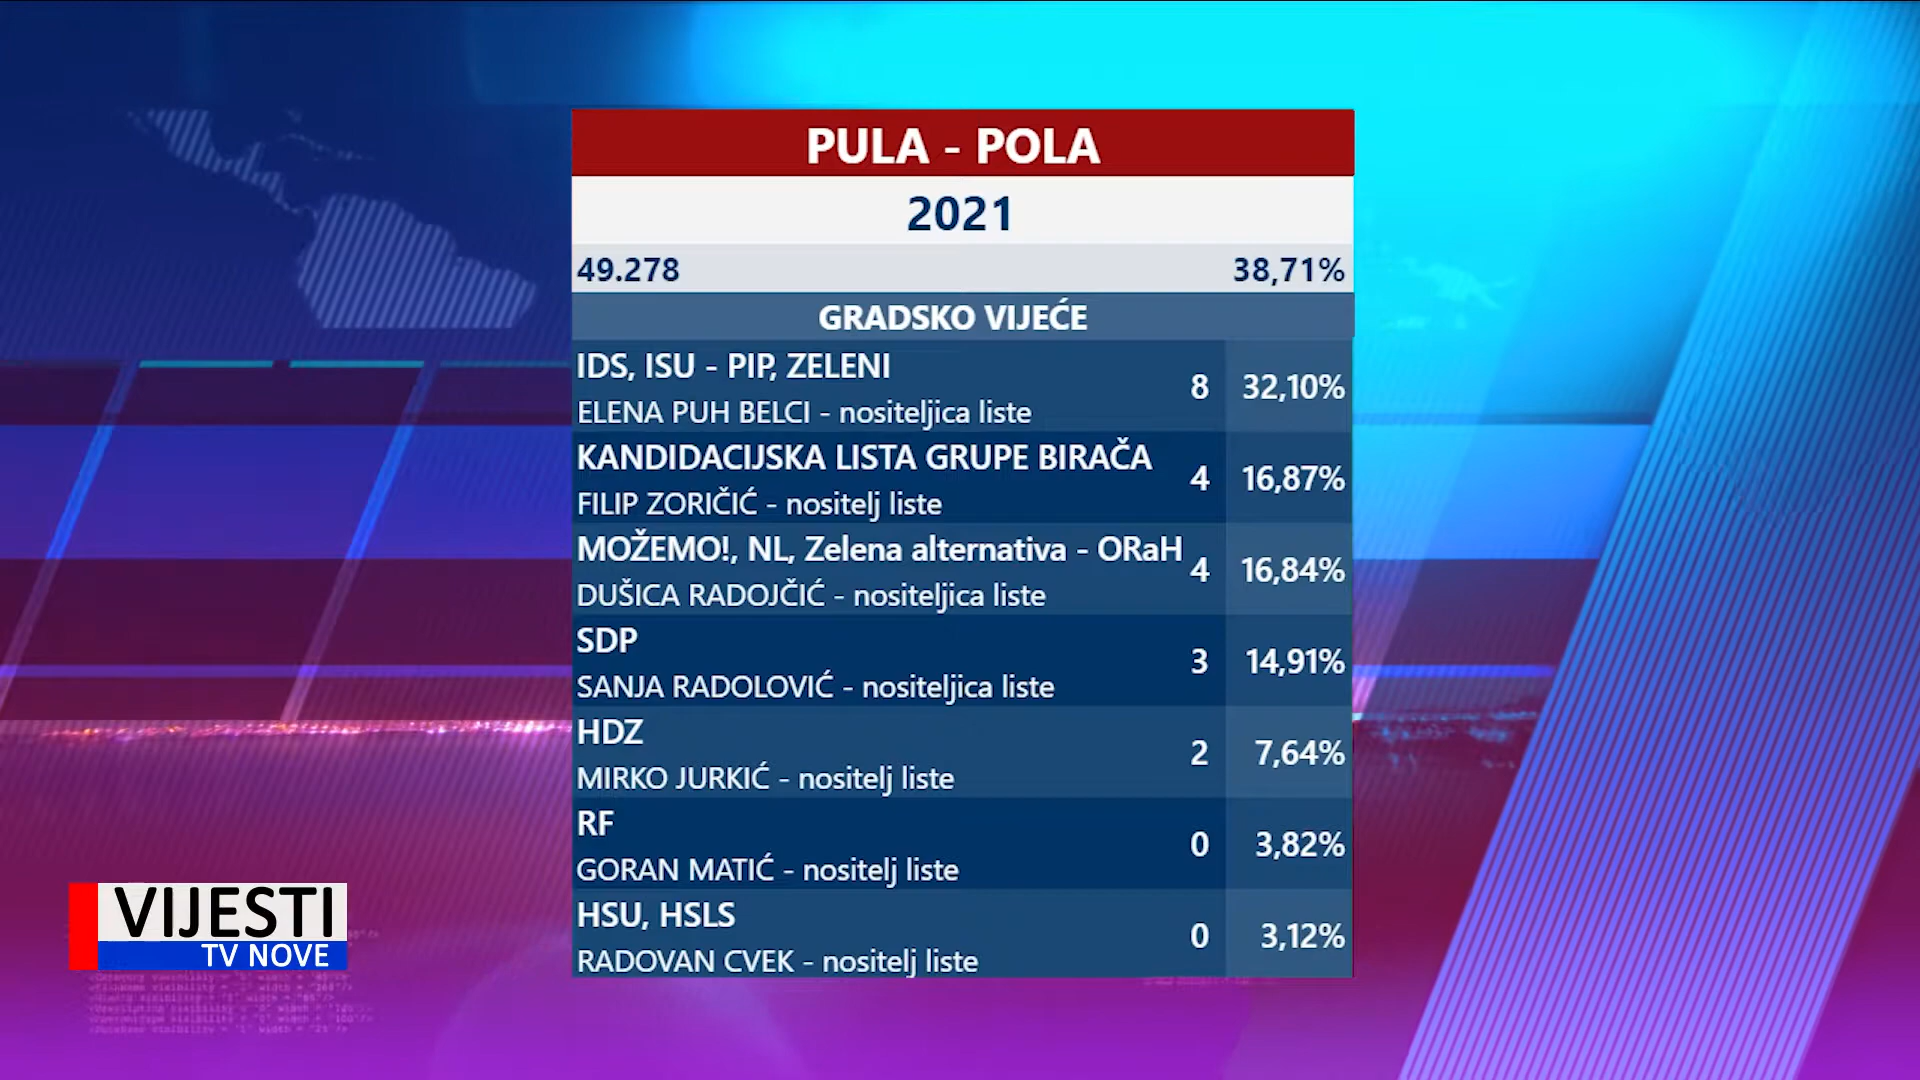 PULA - POLA
2021
49.278 38,71%
GRADSKO VIJEĆE
IDS, ISU - PIP, ZELENI
8 32,10%
ELENA PUH BELCI - nositeljica liste
KANDIDACIJSKA LISTA GRUPE BIRAČA
4 16,87%
FILIP ZORIČIĆ - nositelj liste
MOŽEMO!, NL, Zelena alternativa - ORaH
4 16,84%
DUŠICA RADOJČIĆ - nositeljica liste
SDP
3 14,91%
SANJA RADOLOVIĆ - nositeljica liste
HDZ
2 7,64%
MIRKO JURKIĆ - nositelj liste
RF
0 3,82%
GORAN MATIĆ - nositelj liste
HSU, HSLS
0 3,12%
RADOVAN CVEK - nositelj liste
VIJESTI
TV NOVE